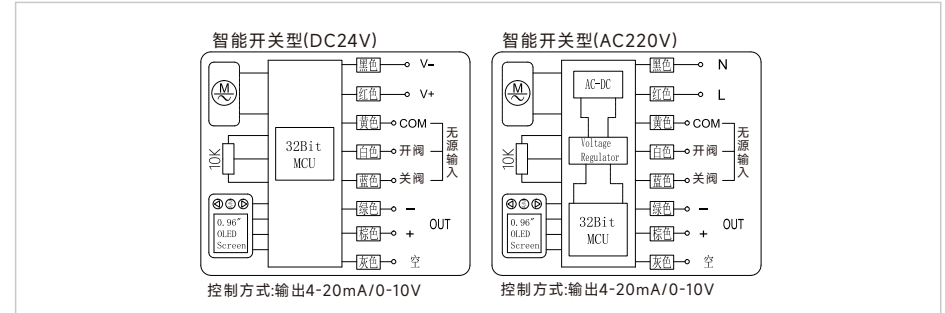 智能开关型(DC24V)
M
10K
0.96"
OLED
Screen
32Bit
MCU
黑色 V-
红色 V+
黄色 COM
白色 开阀
蓝色 关阀
无源输入
绿色 -
棕色 +
OUT
灰色 空
控制方式:输出4-20mA/0-10V
智能开关型(AC220V)
M
10K
0.96"
OLED
Screen
AC-DC
Voltage
Regulator
32Bit
MCU
黑色 N
红色 L
黄色 COM
白色 开阀
蓝色 关阀
无源输入
绿色 -
棕色 +
OUT
灰色 空
控制方式:输出4-20mA/0-10V